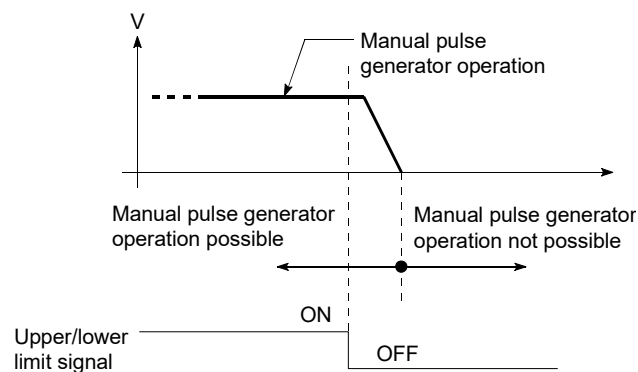 V
Manual pulse
generator operation
Manual pulse generator
operation possible
Manual pulse generator
operation not possible
ON
Upper/lower
limit signal
OFF